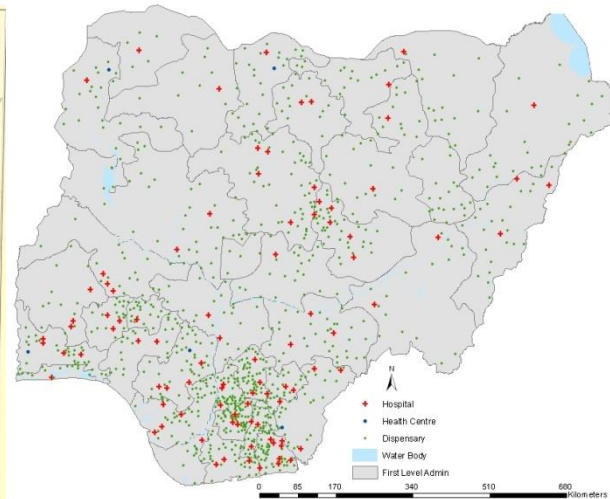 N
Hospital
Health Centre
Dispensary
Water Body
First Level Admin
0 85 170 340 510 680
Kilometers